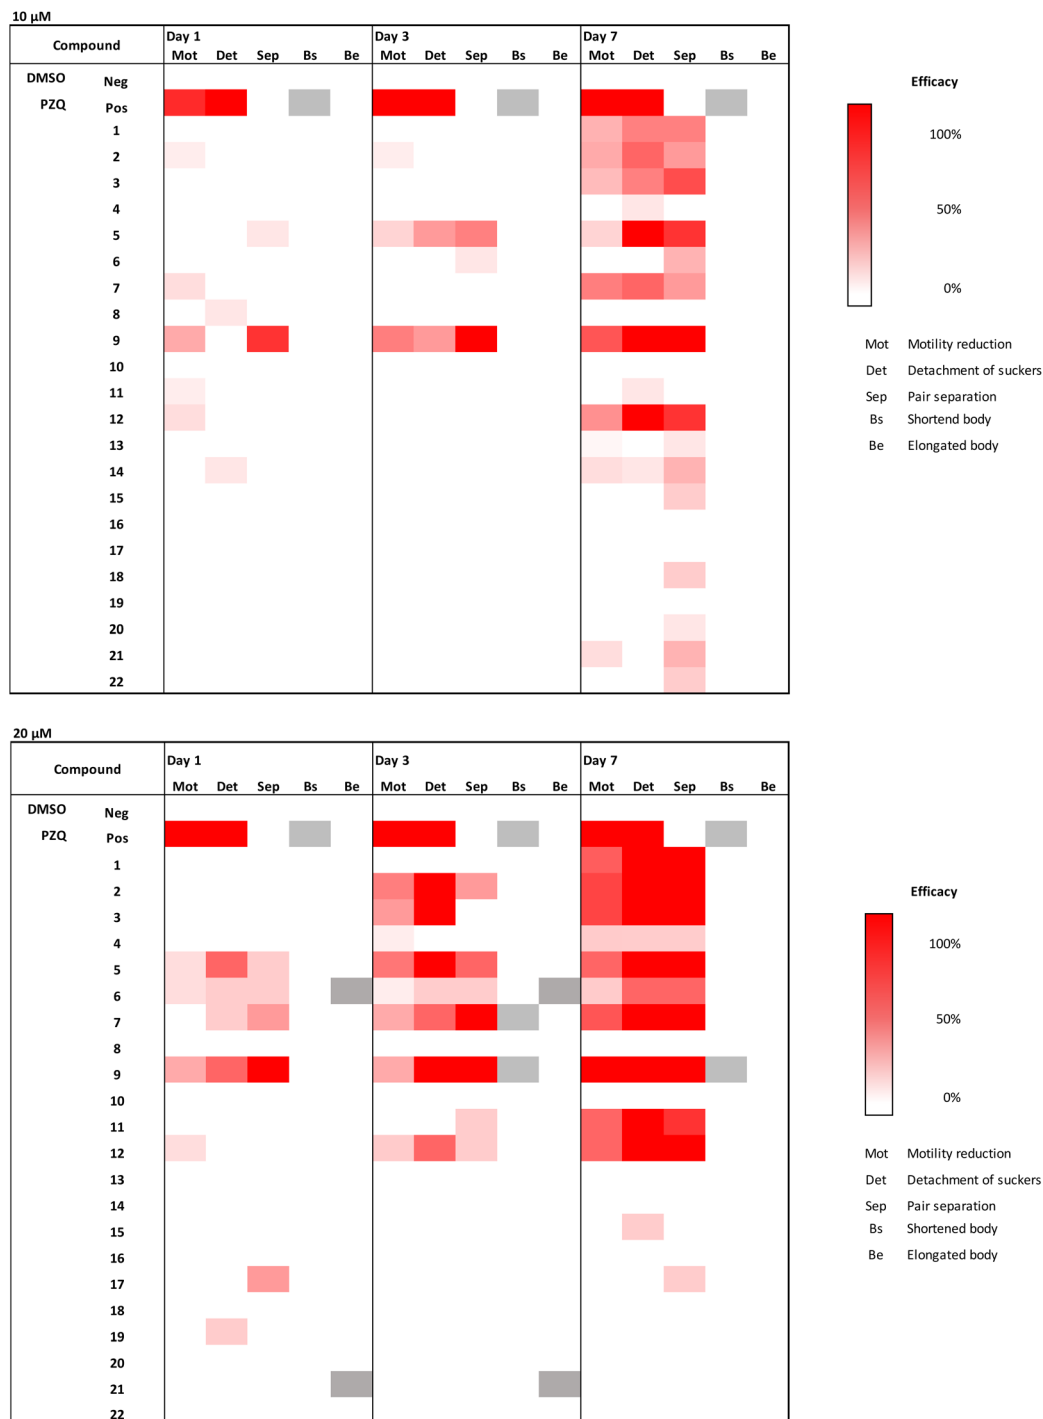 10 µM
Compound Day 1 Day 3 Day 7
Mot Det Sep Bs Be Mot Det Sep Bs Be Mot Det Sep Bs Be
DMSO Neg
PZQ Pos
1
2
3
4
5
6
7
8
9
10
11
12
13
14
15
16
17
18
19
20
21
22
Efficacy
100%
50%
0%
Mot Motility reduction
Det Detachment of suckers
Sep Pair separation
Bs Shortend body
Be Elongated body
20 µM
Compound Day 1 Day 3 Day 7
Mot Det Sep Bs Be Mot Det Sep Bs Be Mot Det Sep Bs Be
DMSO Neg
PZQ Pos
1
2
3
4
5
6
7
8
9
10
11
12
13
14
15
16
17
18
19
20
21
22
Efficacy
100%
50%
0%
Mot Motility reduction
Det Detachment of suckers
Sep Pair separation
Bs Shortened body
Be Elongated body